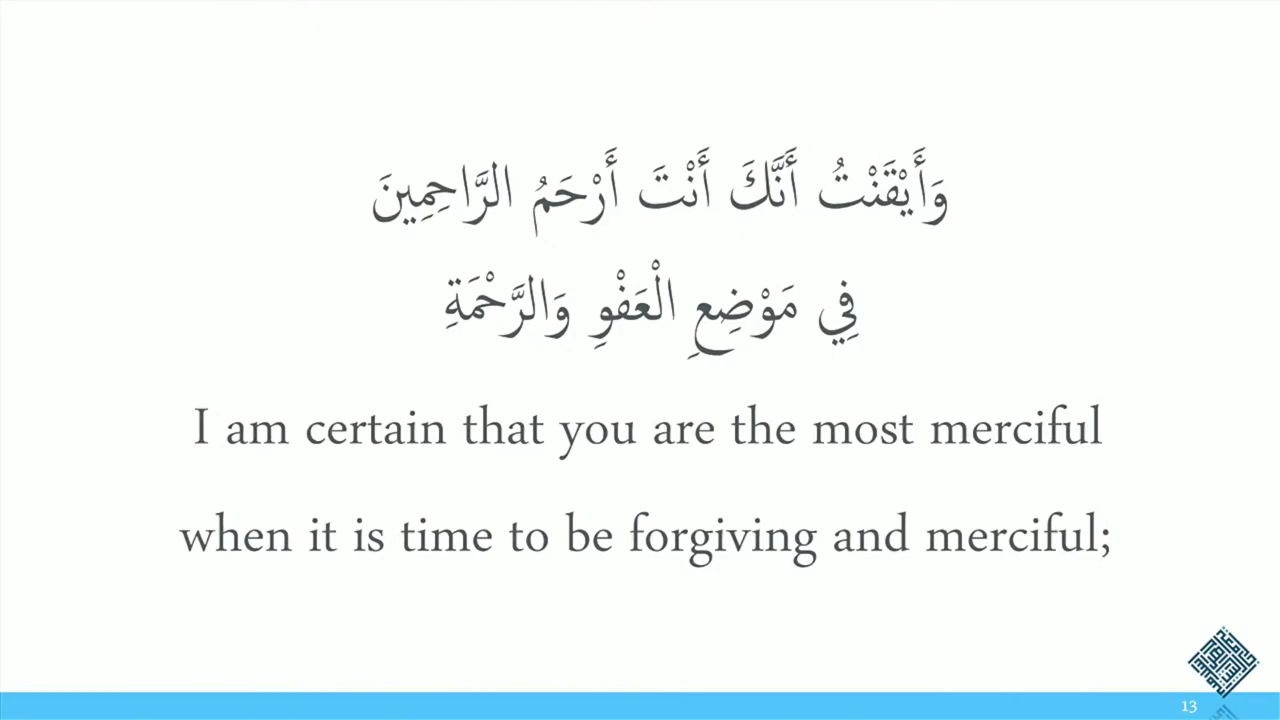 وَأَيْقَنْتُ أَنَّكَ أَنْتَ أَرْحَمُ الرَّاحِمِينَ
فِي مَوْضِعِ الْعَفْوِ وَالرَّحْمَةِ
I am certain that you are the most merciful
when it is time to be forgiving and merciful;
13